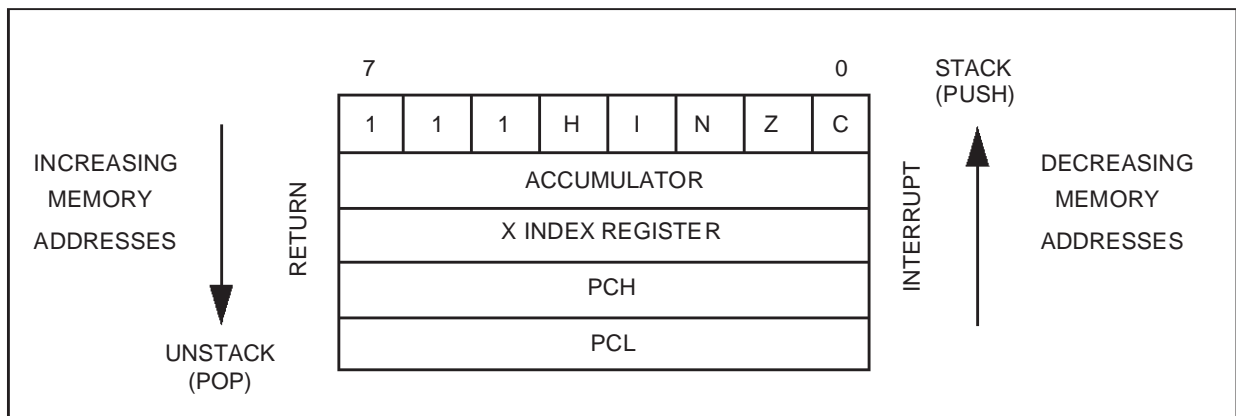 7 0
STACK
(PUSH)
1 1 1 H I N Z C
INCREASING
MEMORY
ADDRESSES
RETURN
ACCUMULATOR
X INDEX REGISTER
PCH
PCL
INTERRUPT
DECREASING
MEMORY
ADDRESSES
UNSTACK
(POP)